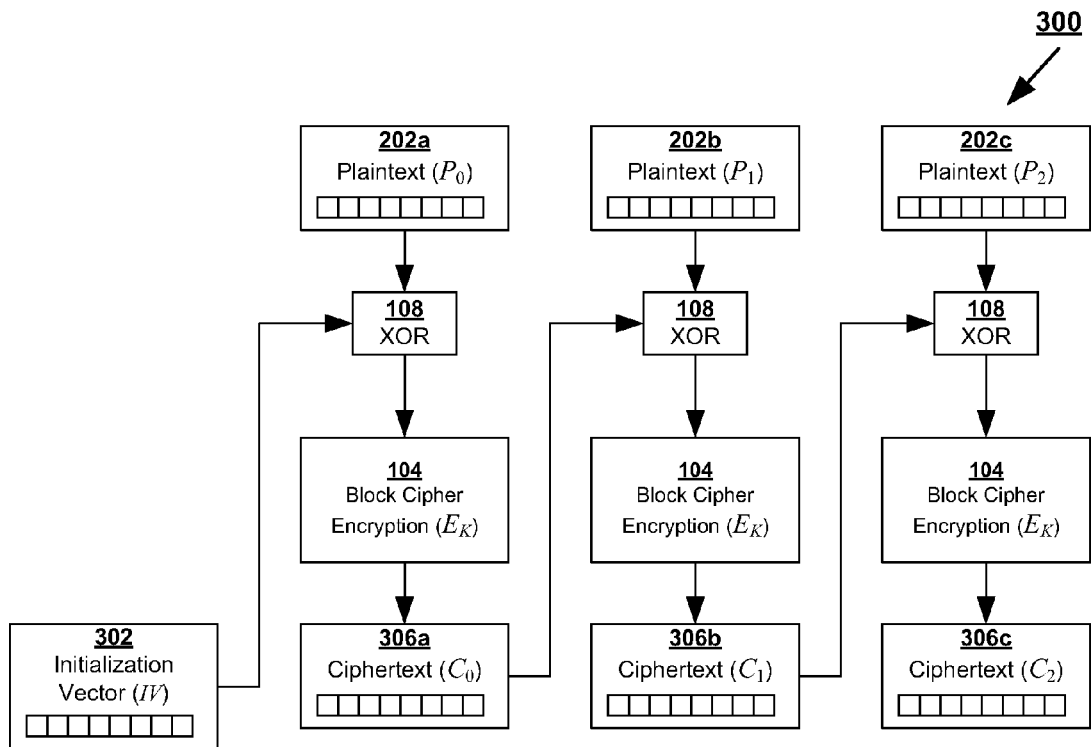 300
202a
Plaintext (P0)
202b
Plaintext (P1)
202c
Plaintext (P2)
108
XOR
108
XOR
108
XOR
104
Block Cipher
Encryption (EK)
104
Block Cipher
Encryption (EK)
104
Block Cipher
Encryption (EK)
302
Initialization
Vector (IV)
306a
Ciphertext (C0)
306b
Ciphertext (C1)
306c
Ciphertext (C2)